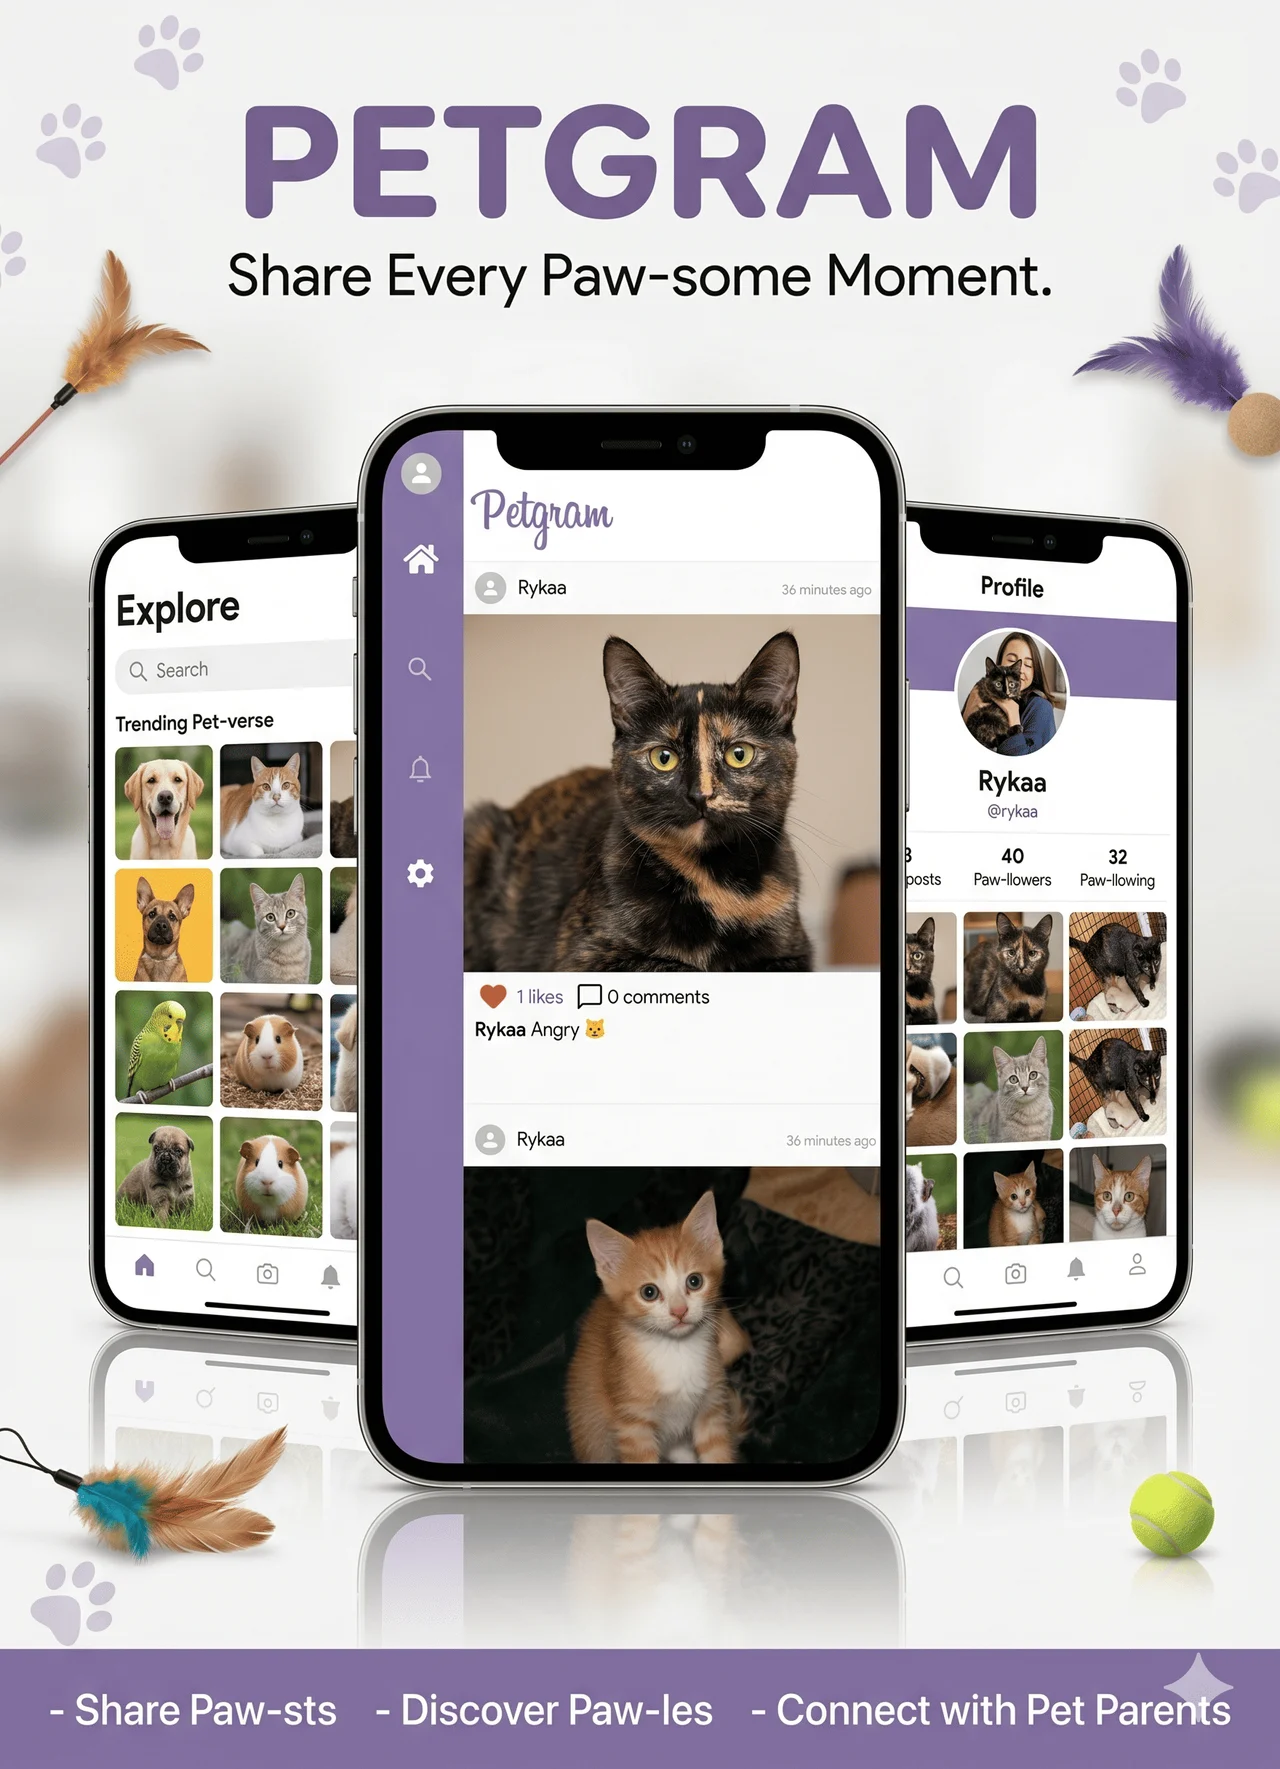 PETGRAM
Share Every Paw-some Moment.
Explore
Search
Trending Pet-verse
Petgram
Rykaa 36 minutes ago
1 likes 0 comments
Rykaa Angry 🐱
Rykaa 36 minutes ago
Profile
Rykaa
@rykaa
3 40 32
posts Paw-llowers Paw-llowing
- Share Paw-sts - Discover Paw-les - Connect with Pet Parents